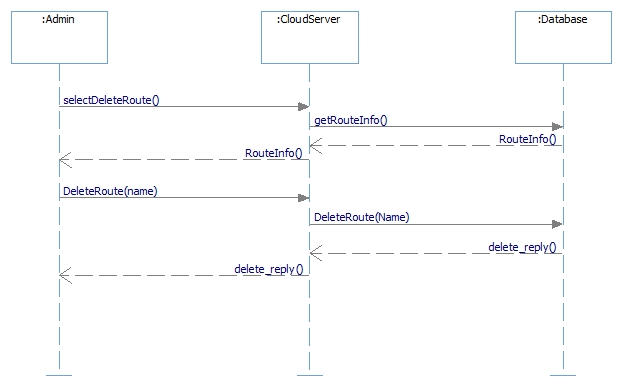 :Admin
:CloudServer
:Database
selectDeleteRoute()
getRouteInfo()
RouteInfo()
RouteInfo()
DeleteRoute(name)
DeleteRoute(Name)
delete_reply()
delete_reply()